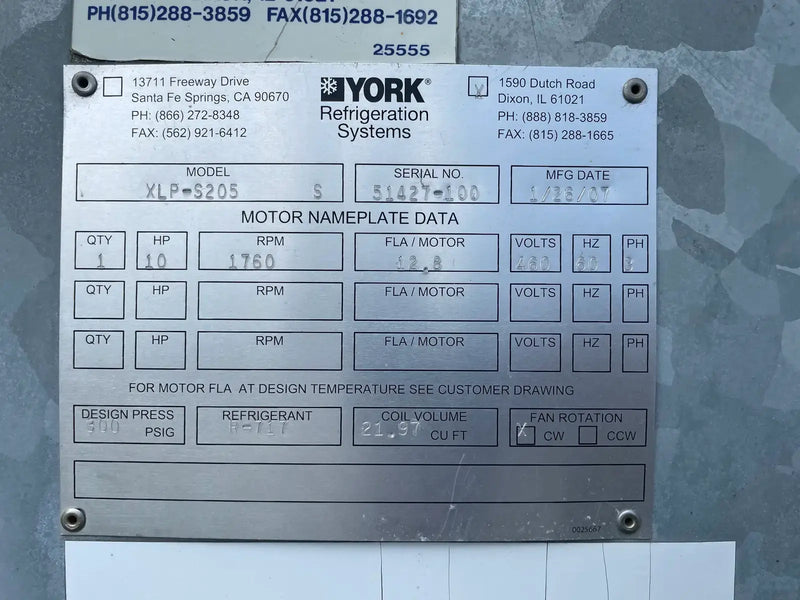 PH(815)288-3859 FAX(815)288-1692
25555
13711 Freeway Drive
Santa Fe Springs, CA 90670
PH: (866) 272-8348
FAX: (562) 921-6412
YORK®
Refrigeration
Systems
X
1590 Dutch Road
Dixon, IL 61021
PH: (888) 818-3859
FAX: (815) 288-1665
MODEL SERIAL NO. MFG DATE
XLP-S205 S 51427-100 1/26/07
MOTOR NAMEPLATE DATA
QTY HP RPM FLA / MOTOR VOLTS HZ PH
1 10 1760 12.8 460 60 3
QTY HP RPM FLA / MOTOR VOLTS HZ PH
QTY HP RPM FLA / MOTOR VOLTS HZ PH
FOR MOTOR FLA AT DESIGN TEMPERATURE SEE CUSTOMER DRAWING
DESIGN PRESS REFRIGERANT COIL VOLUME FAN ROTATION
300 PSIG R-717 21.97 CU FT X CW CCW
0025667